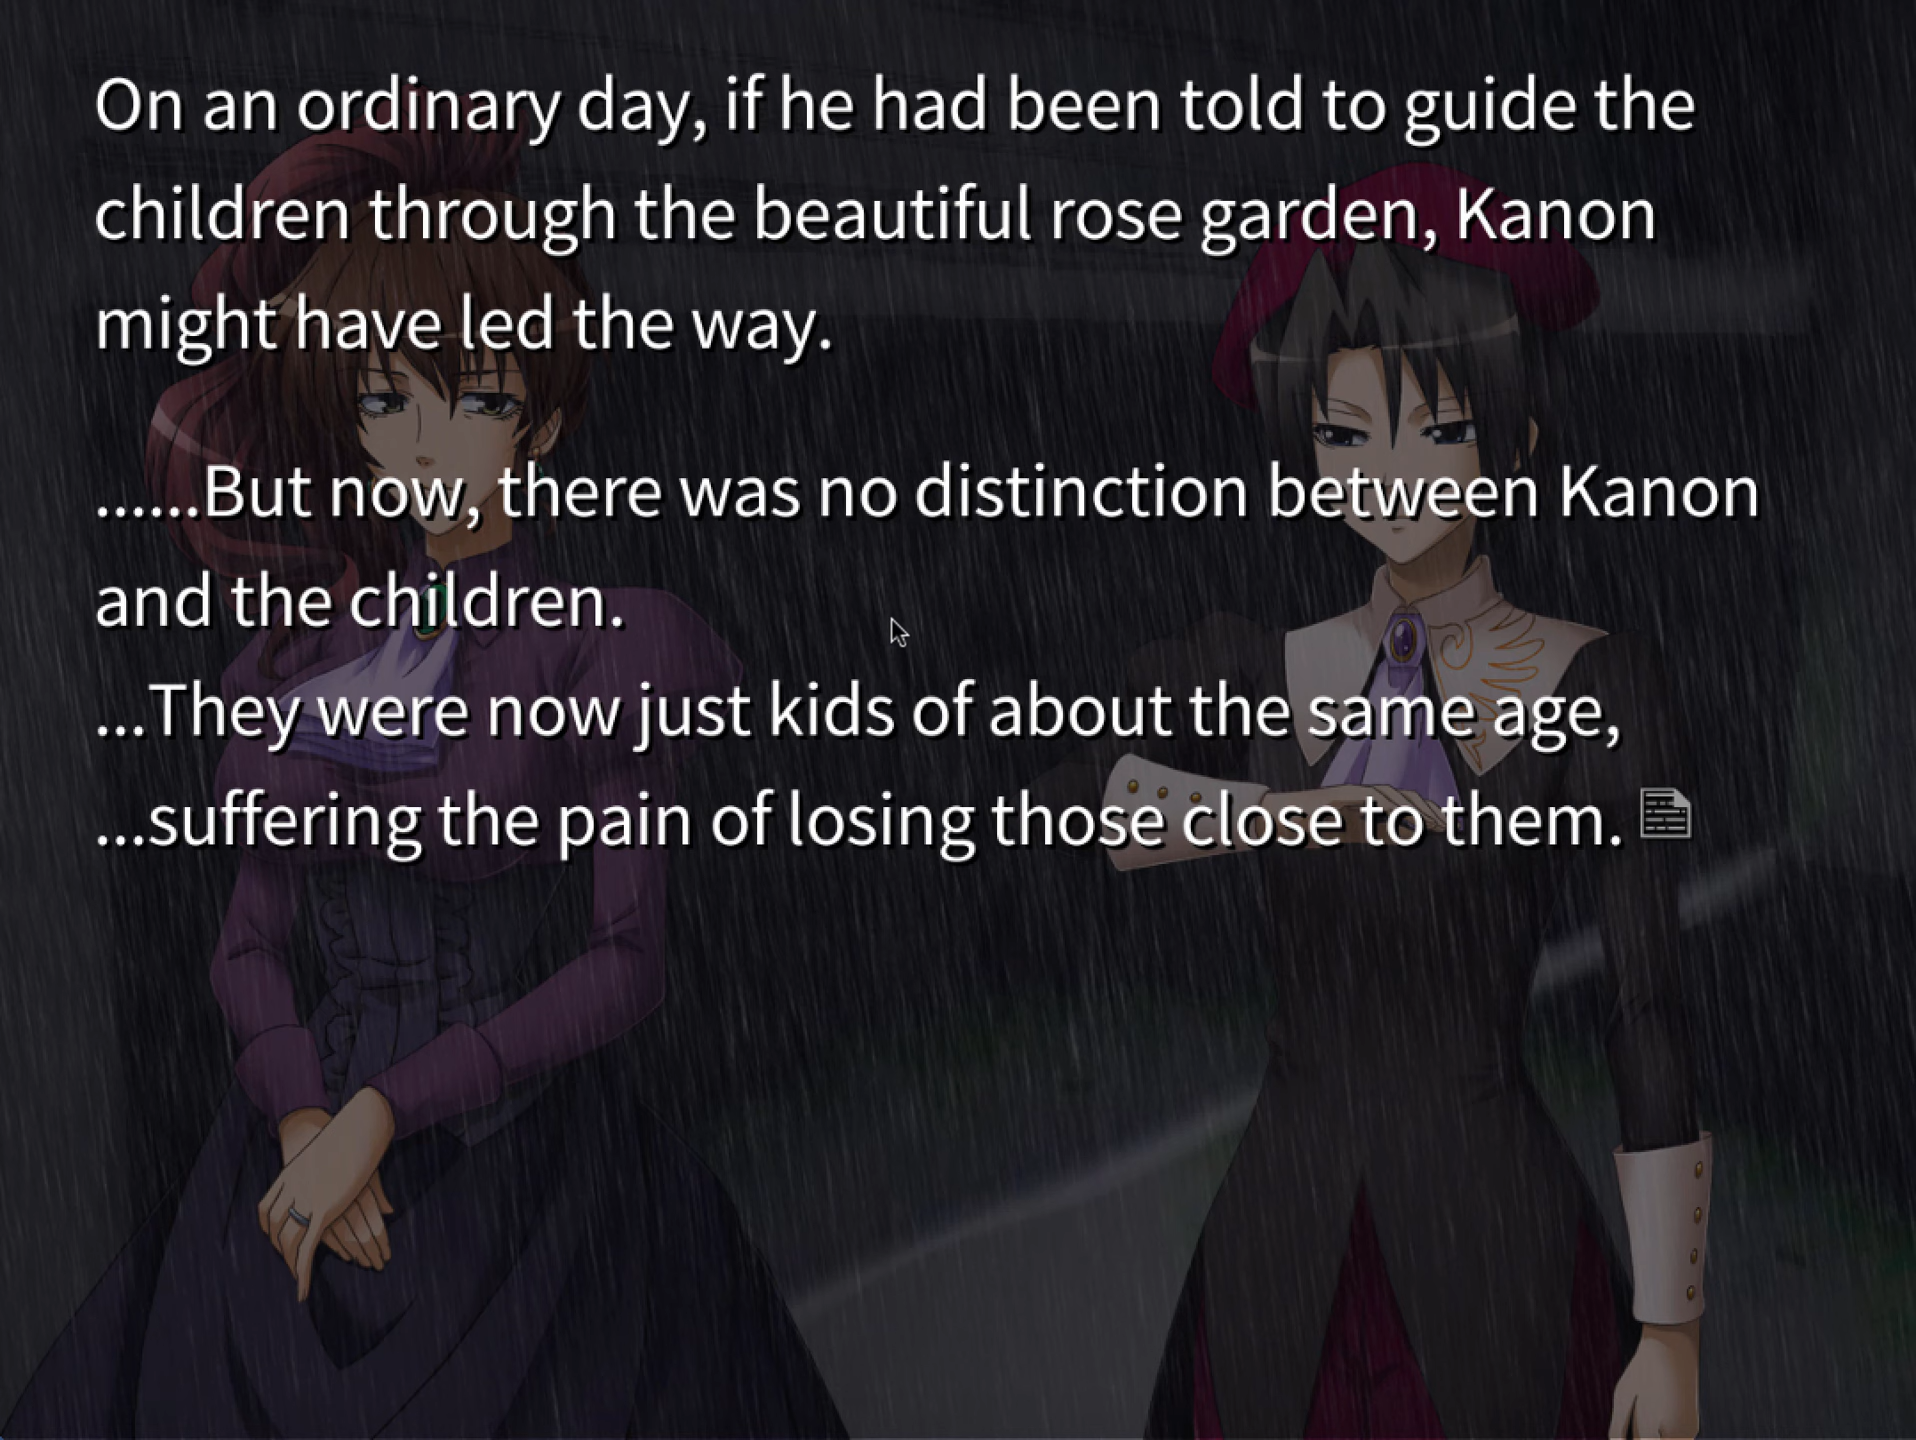 On an ordinary day, if he had been told to guide the
children through the beautiful rose garden, Kanon
might have led the way.
......But now, there was no distinction between Kanon
and the children.
...They were now just kids of about the same age,
...suffering the pain of losing those close to them.